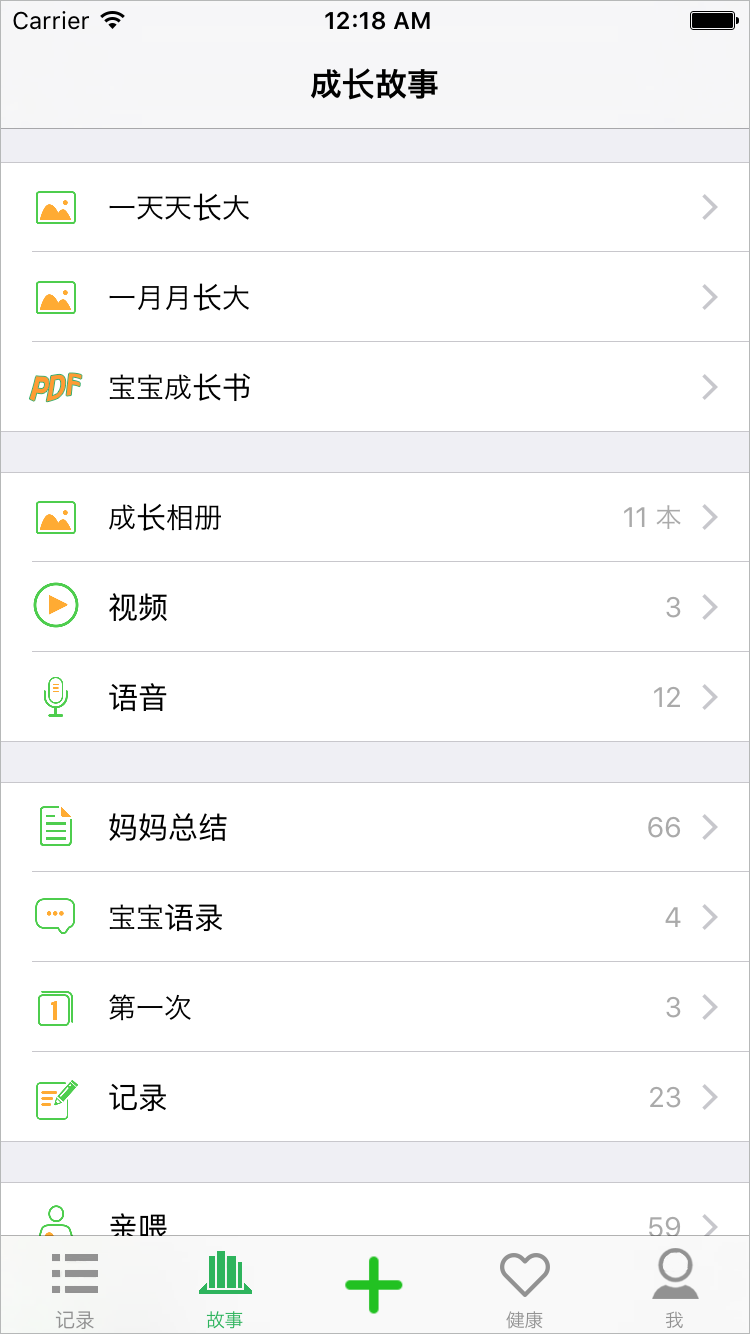 Carrier 12:18 AM
成长故事
一天天长大
一月月长大
PDF 宝宝成长书
成长相册 11 本
视频 3
语音 12
妈妈总结 66
宝宝语录 4
1 第一次 3
记录 23
亲喂 59
记录 故事 健康 我